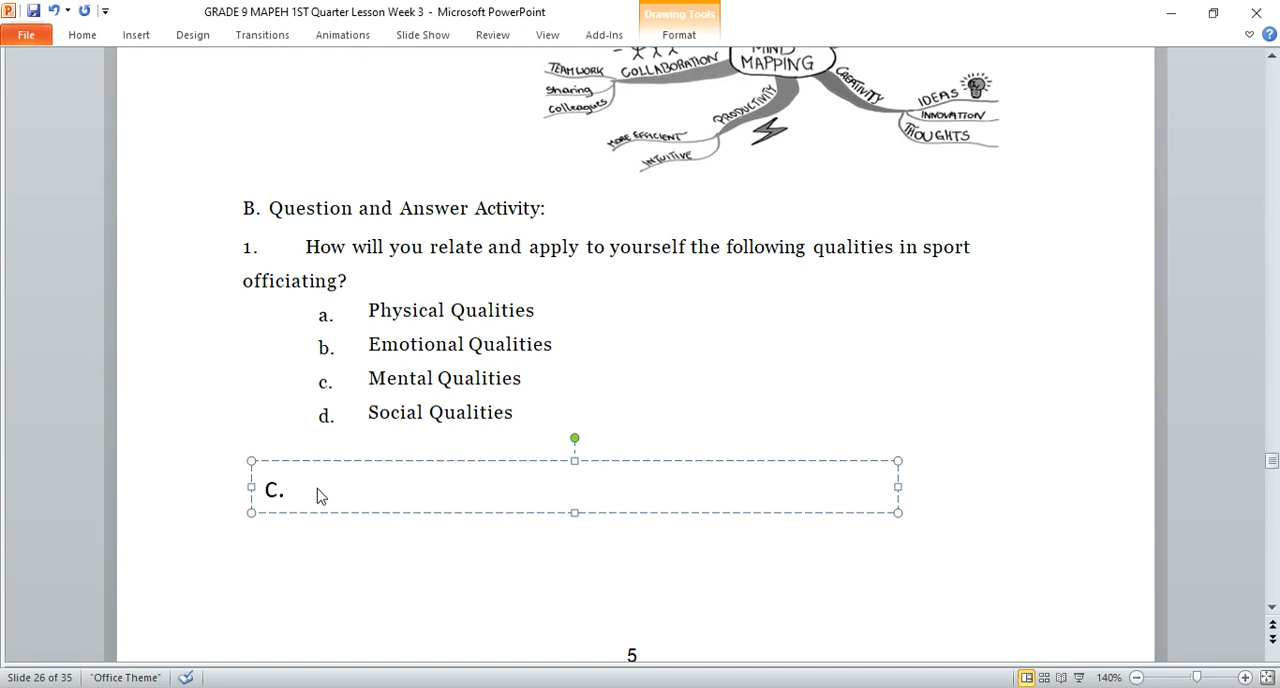 GRADE 9 MAPEH 1ST Quarter Lesson Week 3 - Microsoft PowerPoint
Drawing Tools
File Home Insert Design Transitions Animations Slide Show Review View Add-Ins Format
MIND
MAPPING
COLLABORATION
TEAMWORK
sharing
colleagues
PRODUCTIVITY
MORE EFFICIENT
INTUITIVE
CREATIVITY
IDEAS
INNOVATION
THOUGHTS
B. Question and Answer Activity:
1. How will you relate and apply to yourself the following qualities in sport
officiating?
a. Physical Qualities
b. Emotional Qualities
c. Mental Qualities
d. Social Qualities
C.
5
Slide 26 of 35 "Office Theme" 140%